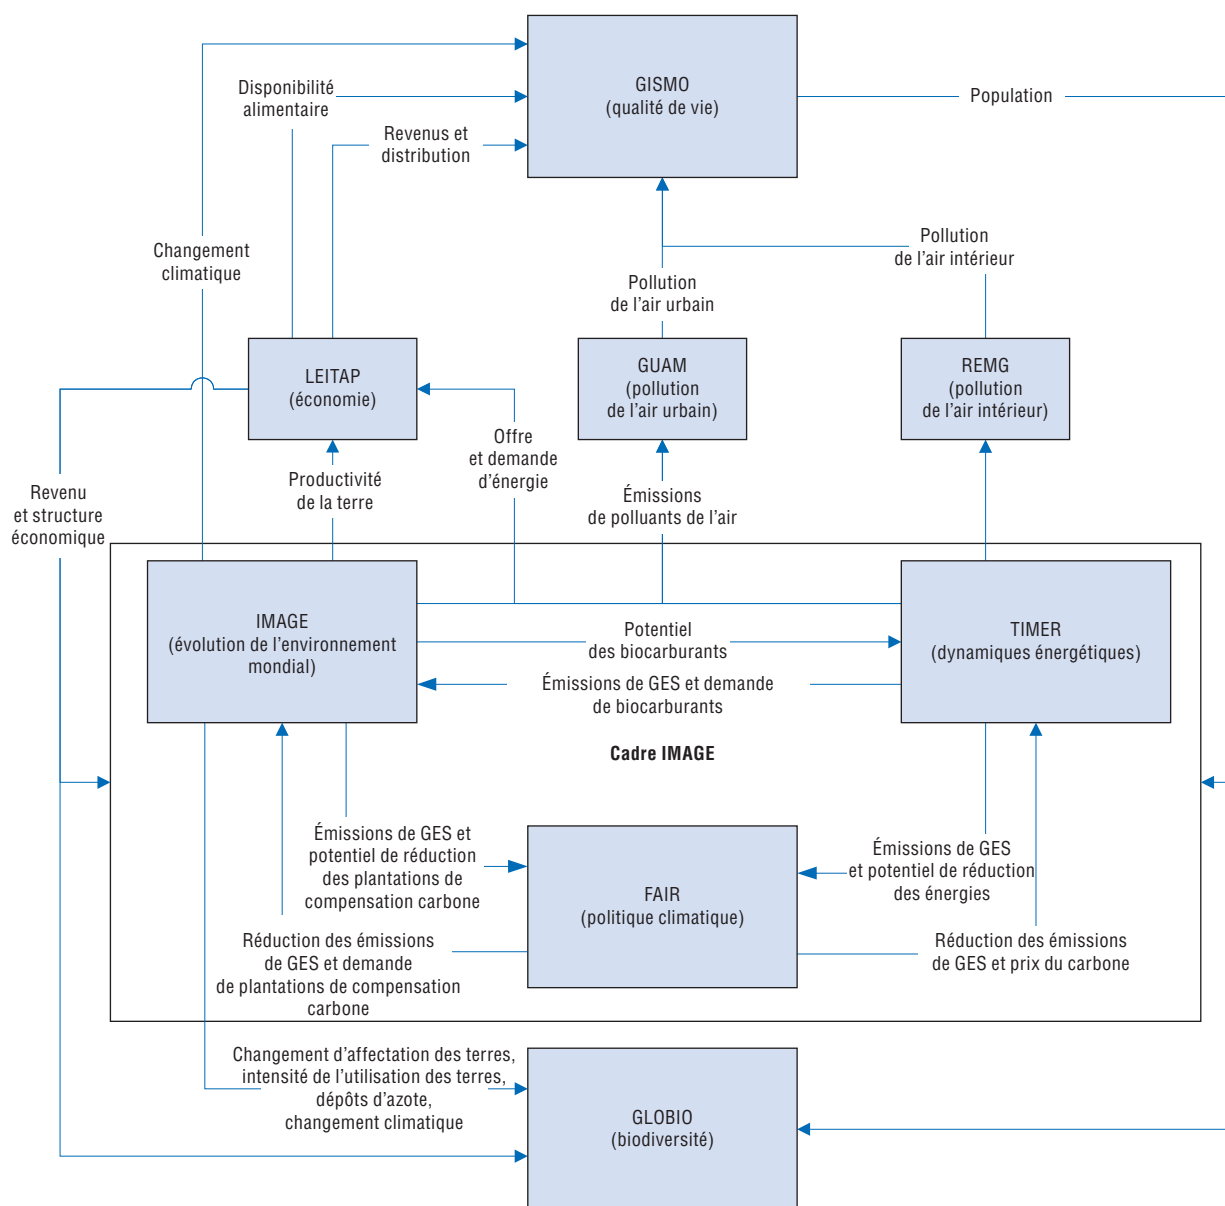 GISMO
(qualité de vie)
Population
Disponibilité
alimentaire
Revenus et
distribution
Changement
climatique
Pollution
de l’air urbain
Pollution
de l’air intérieur
LEITAP
(économie)
GUAM
(pollution
de l’air urbain)
REMG
(pollution
de l’air intérieur)
Offre
et demande
d’énergie
Productivité
de la terre
Émissions
de polluants de l’air
Revenu
et structure
économique
IMAGE
(évolution de l’environnement
mondial)
Potentiel
des biocarburants
Émissions de GES et demande
de biocarburants
TIMER
(dynamiques énergétiques)
Cadre IMAGE
Émissions de GES et
potentiel de réduction
des plantations de
compensation carbone
FAIR
(politique climatique)
Émissions de GES
et potentiel de réduction
des énergies
Réduction des émissions
de GES et demande
de plantations de compensation
carbone
Réduction des émissions
de GES et prix du carbone
Changement d’affectation des terres,
intensité de l’utilisation des terres,
dépôts d’azote,
changement climatique
GLOBIO
(biodiversité)